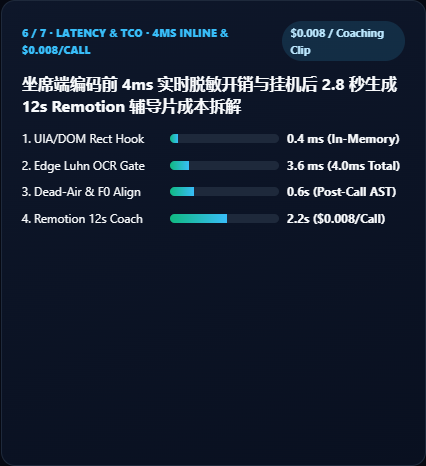 6 / 7 · LATENCY & TCO · 4MS INLINE &
$0.008/CALL
$0.008 / Coaching
Clip
坐席端编码前 4ms 实时脱敏开销与挂机后 2.8 秒生成
12s Remotion 辅导片成本拆解
1. UIA/DOM Rect Hook 0.4 ms (In-Memory)
2. Edge Luhn OCR Gate 3.6 ms (4.0ms Total)
3. Dead-Air & F0 Align 0.6s (Post-Call AST)
4. Remotion 12s Coach 2.2s ($0.008/Call)